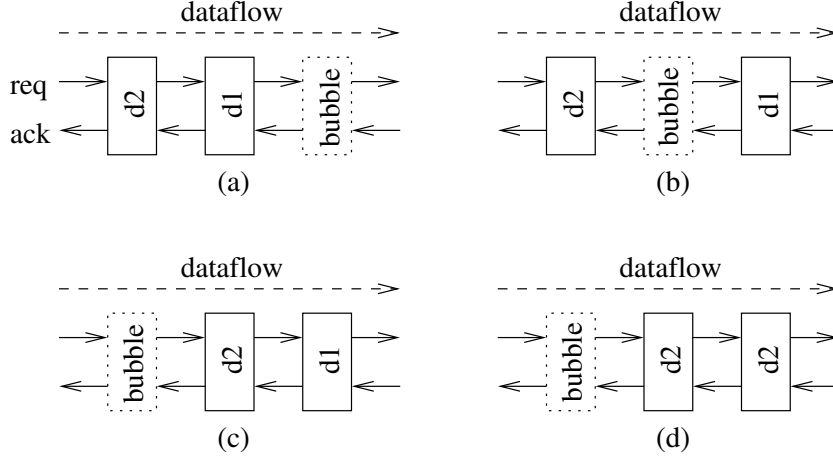 dataflow
req
ack
d2
d1
bubble
(a)
dataflow
d2
bubble
d1
(b)
dataflow
bubble
d2
d1
(c)
dataflow
bubble
d2
d2
(d)